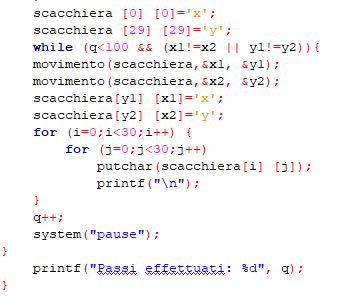 scacchiera [0] [0]='x';
scacchiera [29] [29]='y';
while (q<100 && (x1!=x2 || y1!=y2)){
movimento(scacchiera,&x1, &y1);
movimento(scacchiera,&x2, &y2);
scacchiera[y1] [x1]='x';
scacchiera[y2] [x2]='y';
for (i=0;i<30;i++) {
for (j=0;j<30;j++)
putchar(scacchiera[i] [j]);
printf("\n");
}
q++;
system("pause");
}
printf("Passi effettuati: %d", q);
}